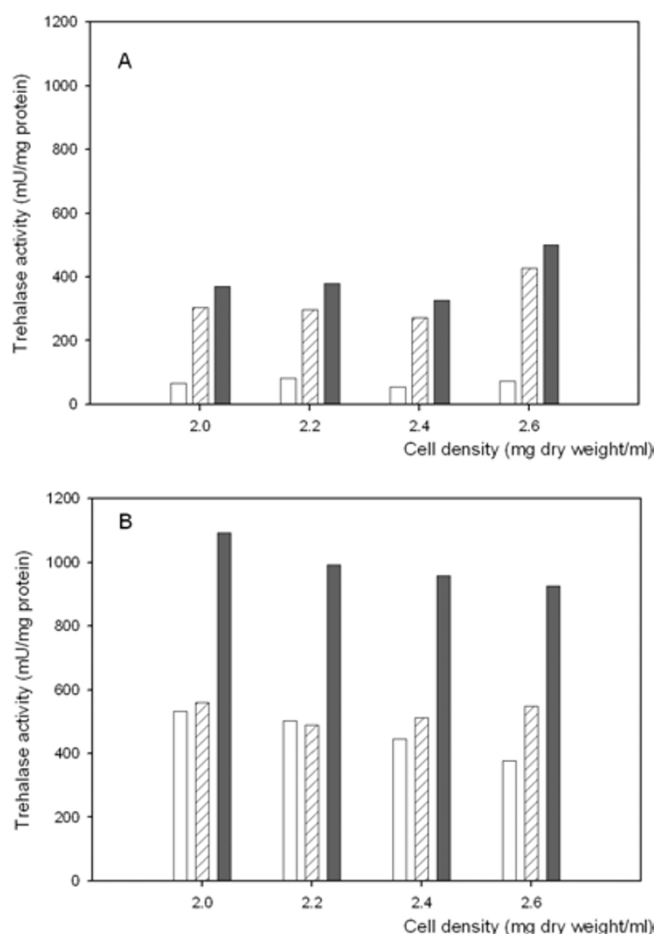 1200
A
1000
800
600
400
200
0
Trehalase activity (mU/mg protein)
2.0 2.2 2.4 2.6
Cell density (mg dry weight/ml)
1200
B
1000
800
600
400
200
0
Trehalase activity (mU/mg protein)
2.0 2.2 2.4 2.6
Cell density (mg dry weight/ml)